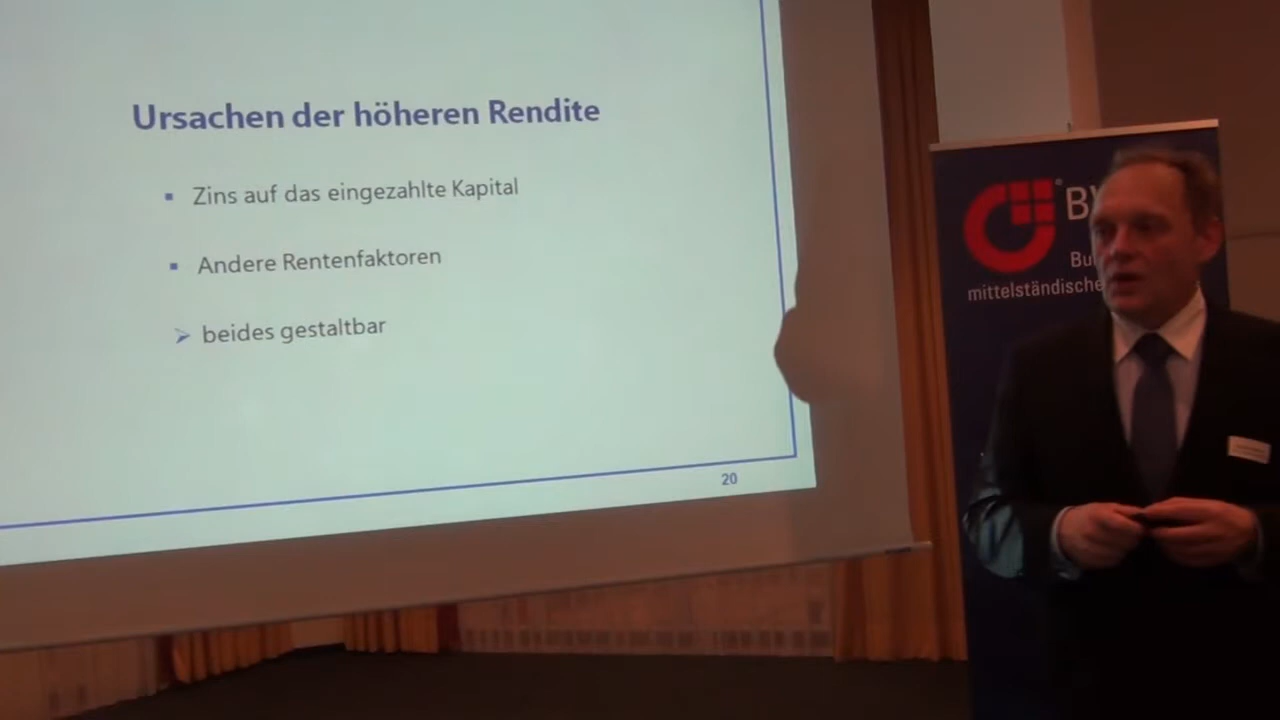 Ursachen der höheren Rendite
Zins auf das eingezahlte Kapital
Andere Rentenfaktoren
beides gestaltbar
20
mittelständische